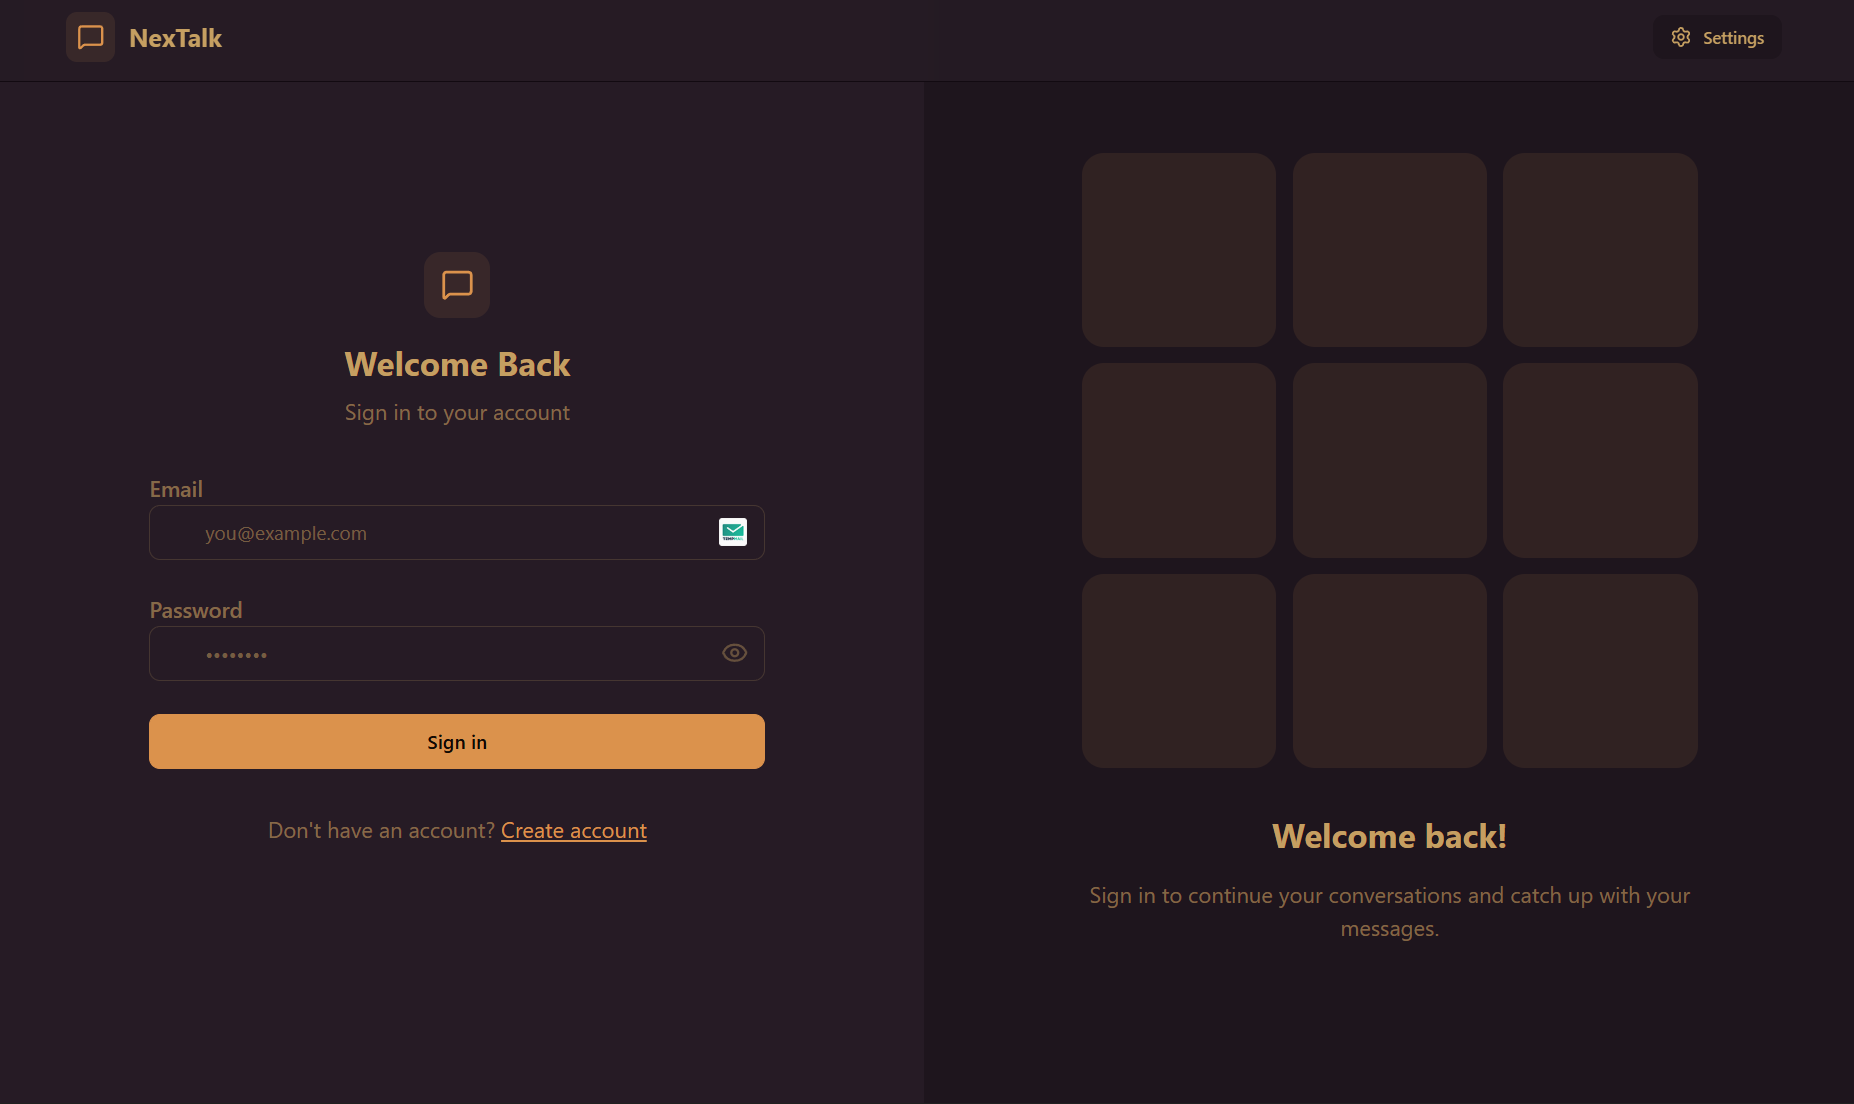 NexTalk
Settings
Welcome Back
Sign in to your account
Email
you@example.com
Password
••••••••
Sign in
Don't have an account? Create account
Welcome back!
Sign in to continue your conversations and catch up with your
messages.